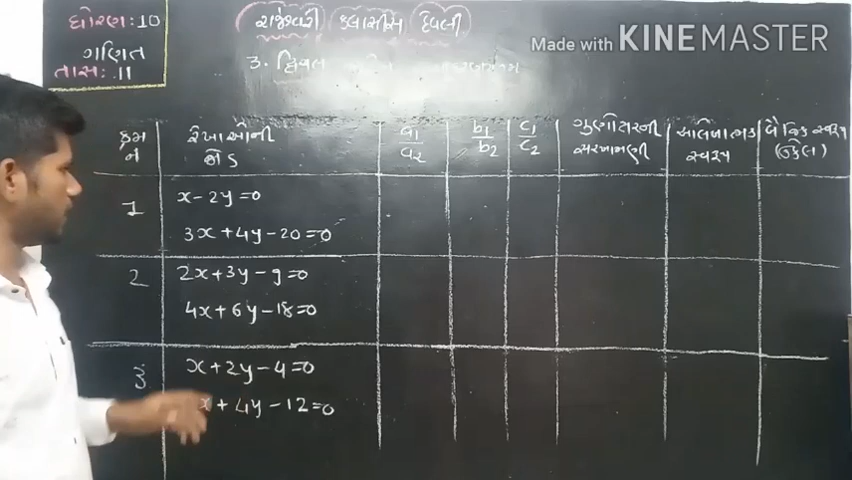 ધોરણ:10
ગણિત
તાસ:.11
રાજેશ્વરી ક્લાસીસ દેવલી
3. દ્વિચલ
Made with KINEMASTER
ક્રમ નં
રેખાઓની જોડ
a1/a2
b1/b2
c1/c2
ગુણોત્તરની સરખામણી
આલેખાત્મક સ્વરૂપ
બૈજિક સ્વરૂપ (ઉકેલ)
1
x-2y=0
3x+4y-20=0
2
2x+3y-9=0
4x+6y-18=0
3
x+2y-4=0
x+4y-12=0